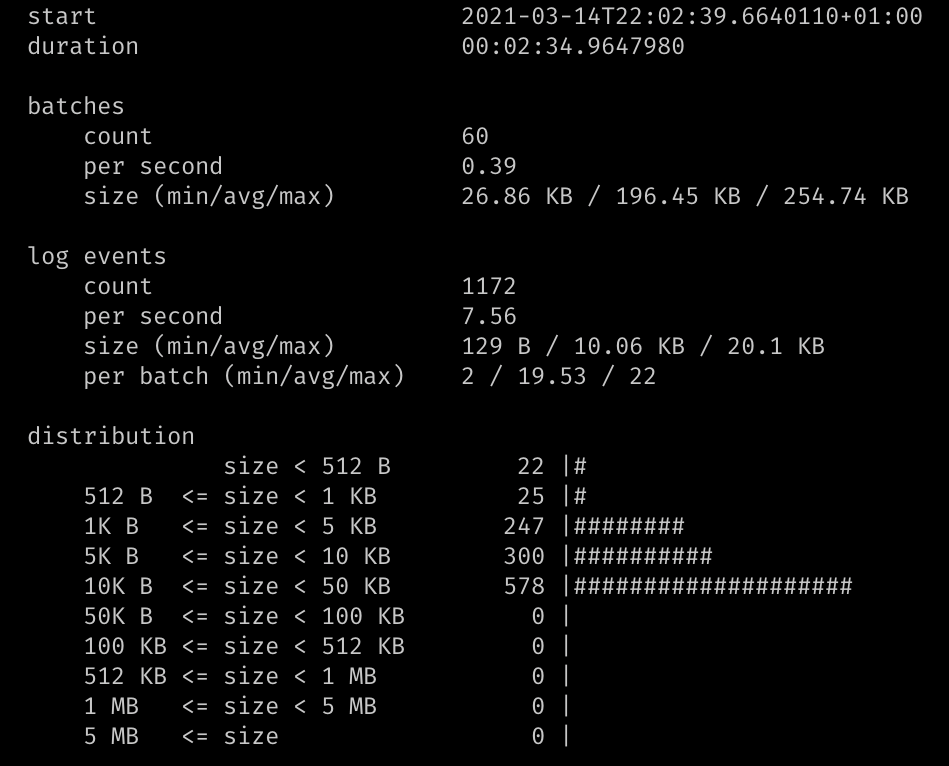 start                          2021-03-14T22:02:39.6640110+01:00
duration                       00:02:34.9647980

batches
    count                      60
    per second                 0.39
    size (min/avg/max)         26.86 KB / 196.45 KB / 254.74 KB

log events
    count                      1172
    per second                 7.56
    size (min/avg/max)         129 B / 10.06 KB / 20.1 KB
    per batch (min/avg/max)    2 / 19.53 / 22

distribution
              size < 512 B         22 |#
    512 B  <= size < 1 KB          25 |#
    1K B   <= size < 5 KB         247 |########
    5K B   <= size < 10 KB        300 |##########
    10K B  <= size < 50 KB        578 |####################
    50K B  <= size < 100 KB         0 |
    100 KB <= size < 512 KB         0 |
    512 KB <= size < 1 MB           0 |
    1 MB   <= size < 5 MB           0 |
    5 MB   <= size                  0 |